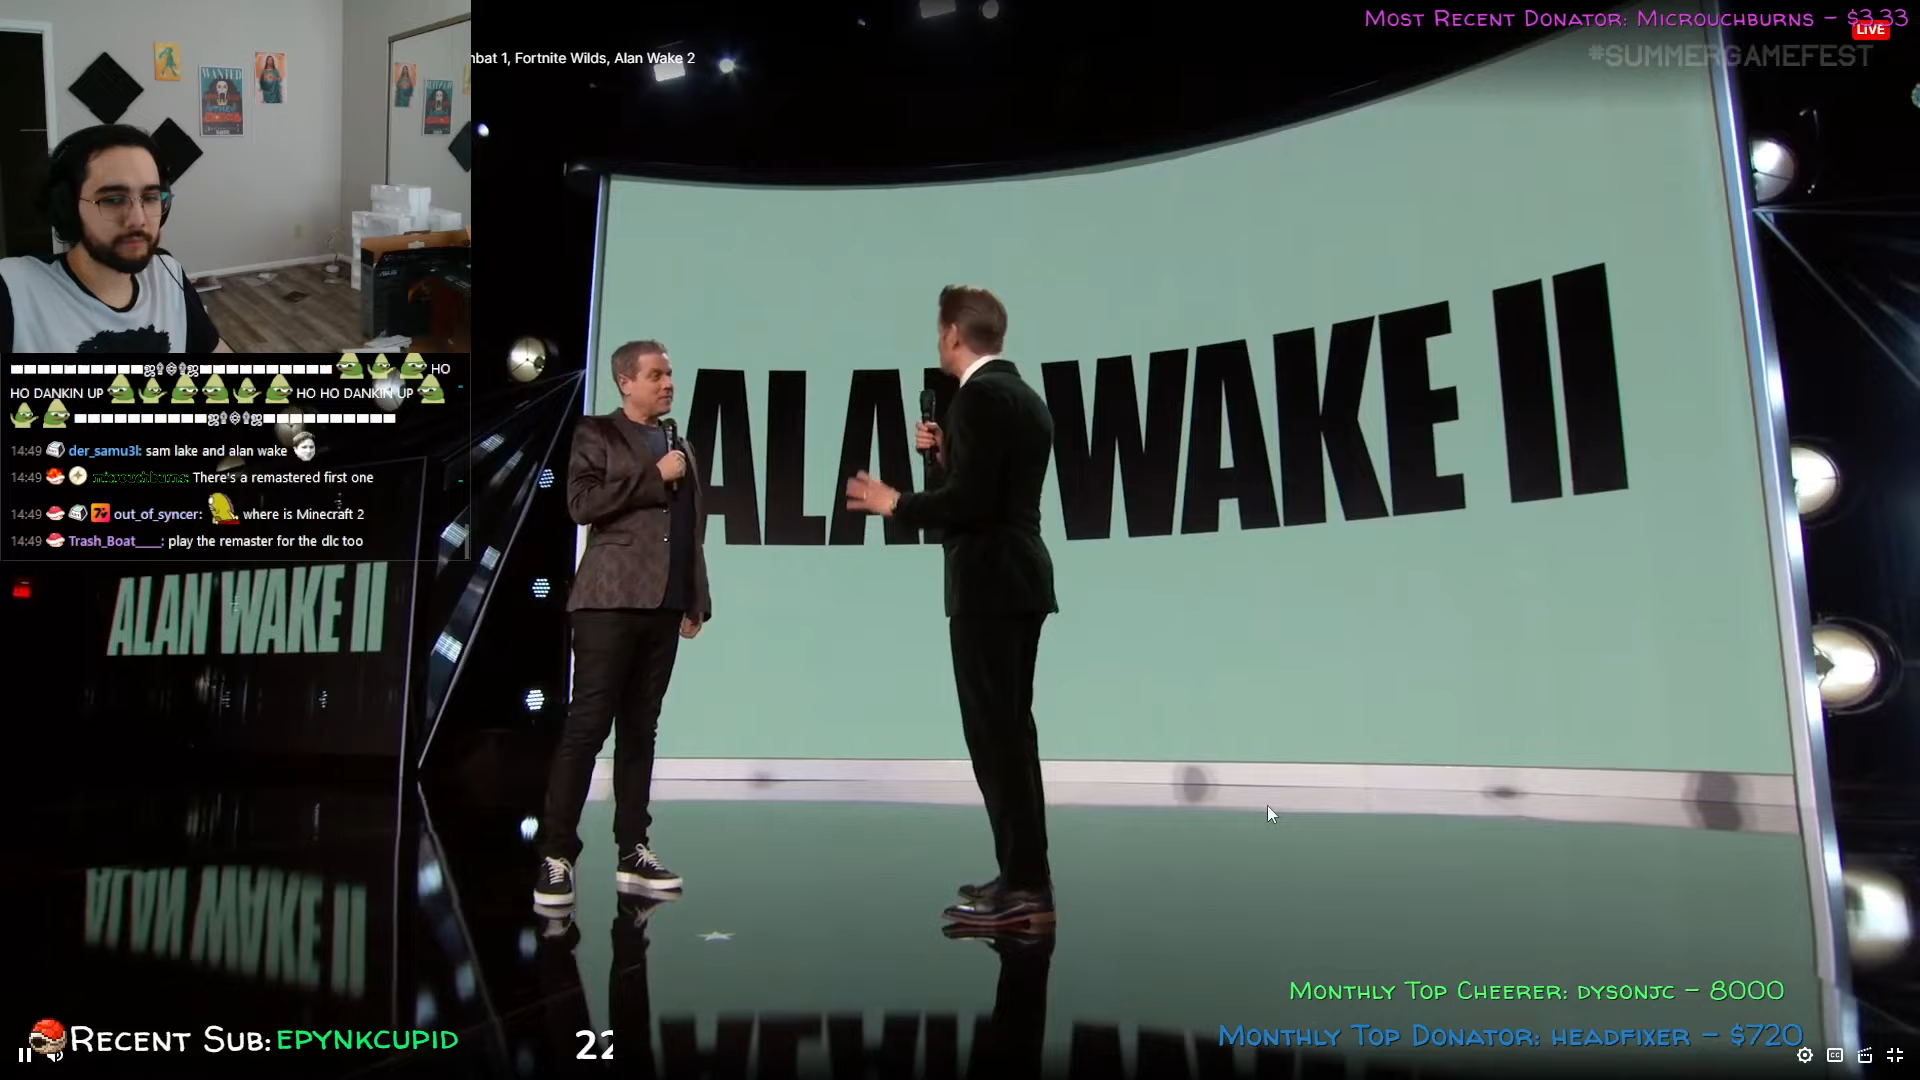 Most Recent Donator: Microuchburns – $3.33
LIVE
nbat 1, Fortnite Wilds, Alan Wake 2
#SUMMERGAMEFEST
WANTED
ALAN WAKE II
HO
HO DANKIN UP HO HO DANKIN UP
14:49 der_samu3l: sam lake and alan wake
14:49 microuchburns: There's a remastered first one
14:49 out_of_syncer: where is Minecraft 2
14:49 Trash_Boat____: play the remaster for the dlc too
ALAN WAKE II
Monthly Top Cheerer: dysonjc – 8000
Monthly Top Donator: headfixer – $720
Recent Sub: epynkcupid
22